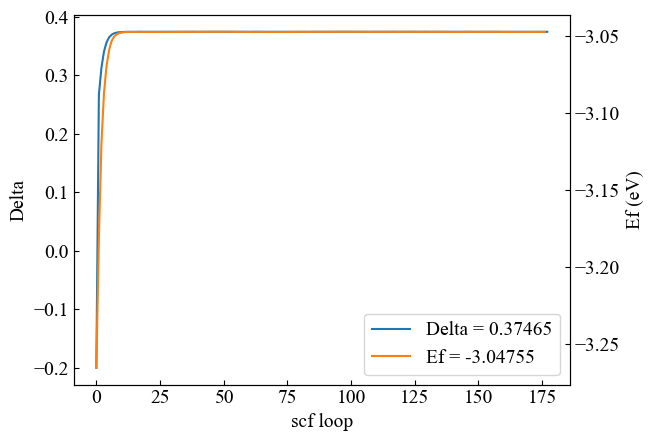 0.4
0.3
0.2
0.1
0.0
−0.1
−0.2
Delta
−3.05
−3.10
−3.15
−3.20
−3.25
Ef (eV)
Delta = 0.37465
Ef = -3.04755
0 25 50 75 100 125 150 175
scf loop